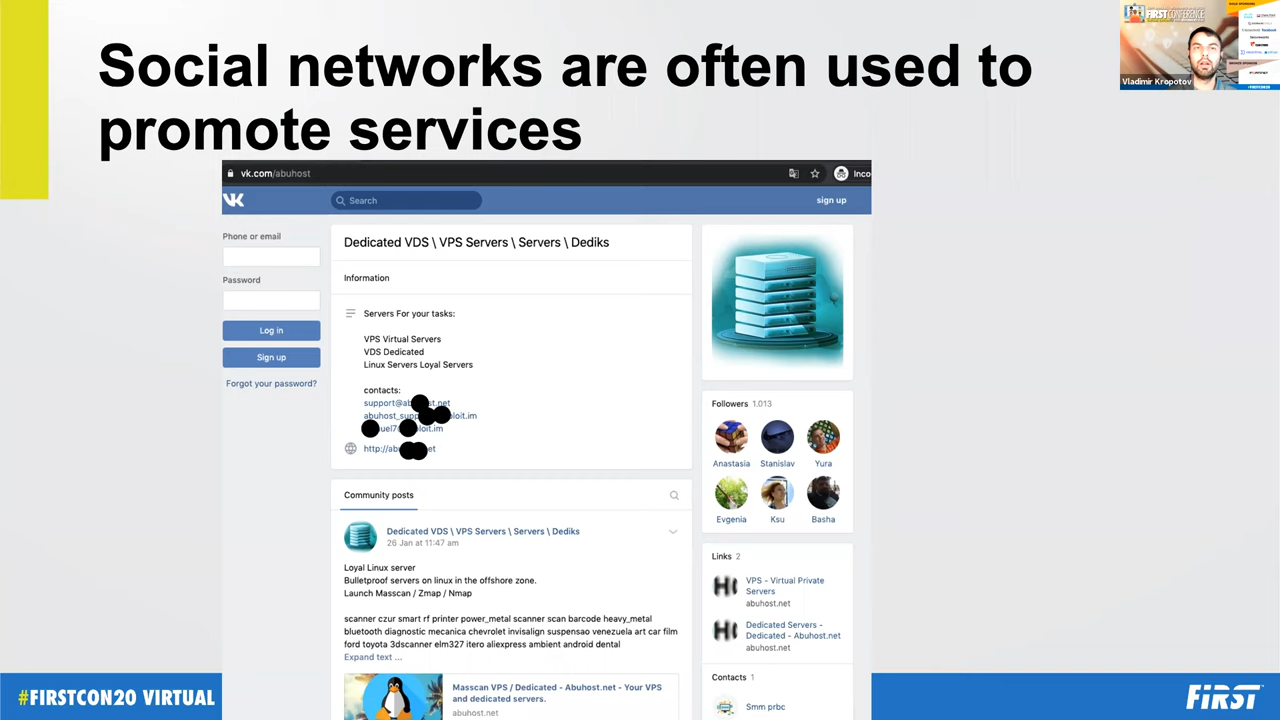 Social networks are often used to
promote services
FIRSTCONFERENCE
Vladimir Kropotov
#FIRSTCON20
vk.com/abuhost
Inco
Search
sign up
Phone or email
Password
Log in
Sign up
Forgot your password?
Dedicated VDS \ VPS Servers \ Servers \ Dediks
Information
Servers For your tasks:
VPS Virtual Servers
VDS Dedicated
Linux Servers Loyal Servers
contacts:
support@ab st.net
abuhost_supp loit.im
uel7 loit.im
http://ab et
Followers 1.013
Anastasia Stanislav Yura
Evgenia Ksu Basha
Community posts
Dedicated VDS \ VPS Servers \ Servers \ Dediks
26 Jan at 11:47 am
Loyal Linux server
Bulletproof servers on linux in the offshore zone.
Launch Masscan / Zmap / Nmap
scanner czur smart rf printer power_metal scanner scan barcode heavy_metal
bluetooth diagnostic mecanica chevrolet invisalign suspensao venezuela art car film
ford toyota 3dscanner elm327 itero aliexpress ambient android dental
Expand text ...
Masscan VPS / Dedicated - Abuhost.net - Your VPS
and dedicated servers.
abuhost.net
Links 2
VPS - Virtual Private
Servers
abuhost.net
Dedicated Servers -
Dedicated - Abuhost.net
abuhost.net
Contacts 1
Smm prbc
#FIRSTCON20 VIRTUAL
FiRST